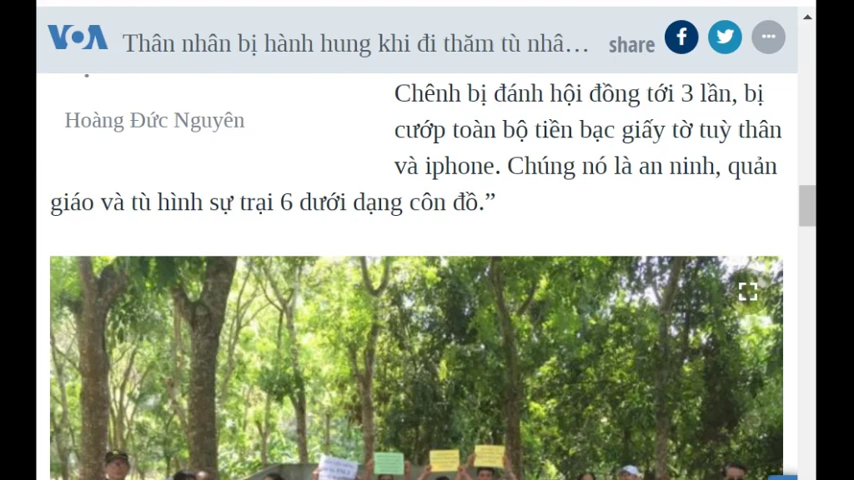 VOA Thân nhân bị hành hung khi đi thăm tù nhâ… share
Chênh bị đánh hội đồng tới 3 lần, bị
Hoàng Đức Nguyên
cướp toàn bộ tiền bạc giấy tờ tuỳ thân
và iphone. Chúng nó là an ninh, quản
giáo và tù hình sự trại 6 dưới dạng côn đồ.”